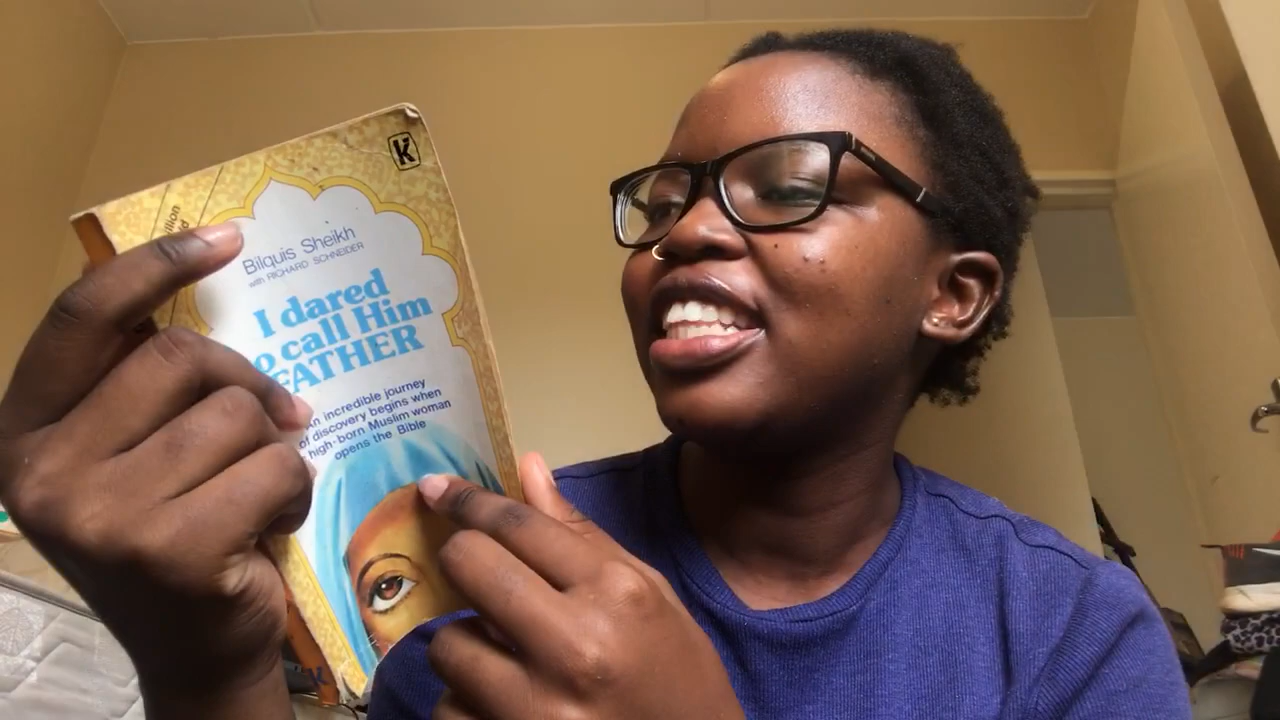 K
Bilquis Sheikh
with RICHARD SCHNEIDER
I dared
o call Him
FATHER
An incredible journey
of discovery begins when
high-born Muslim woman
opens the Bible
K